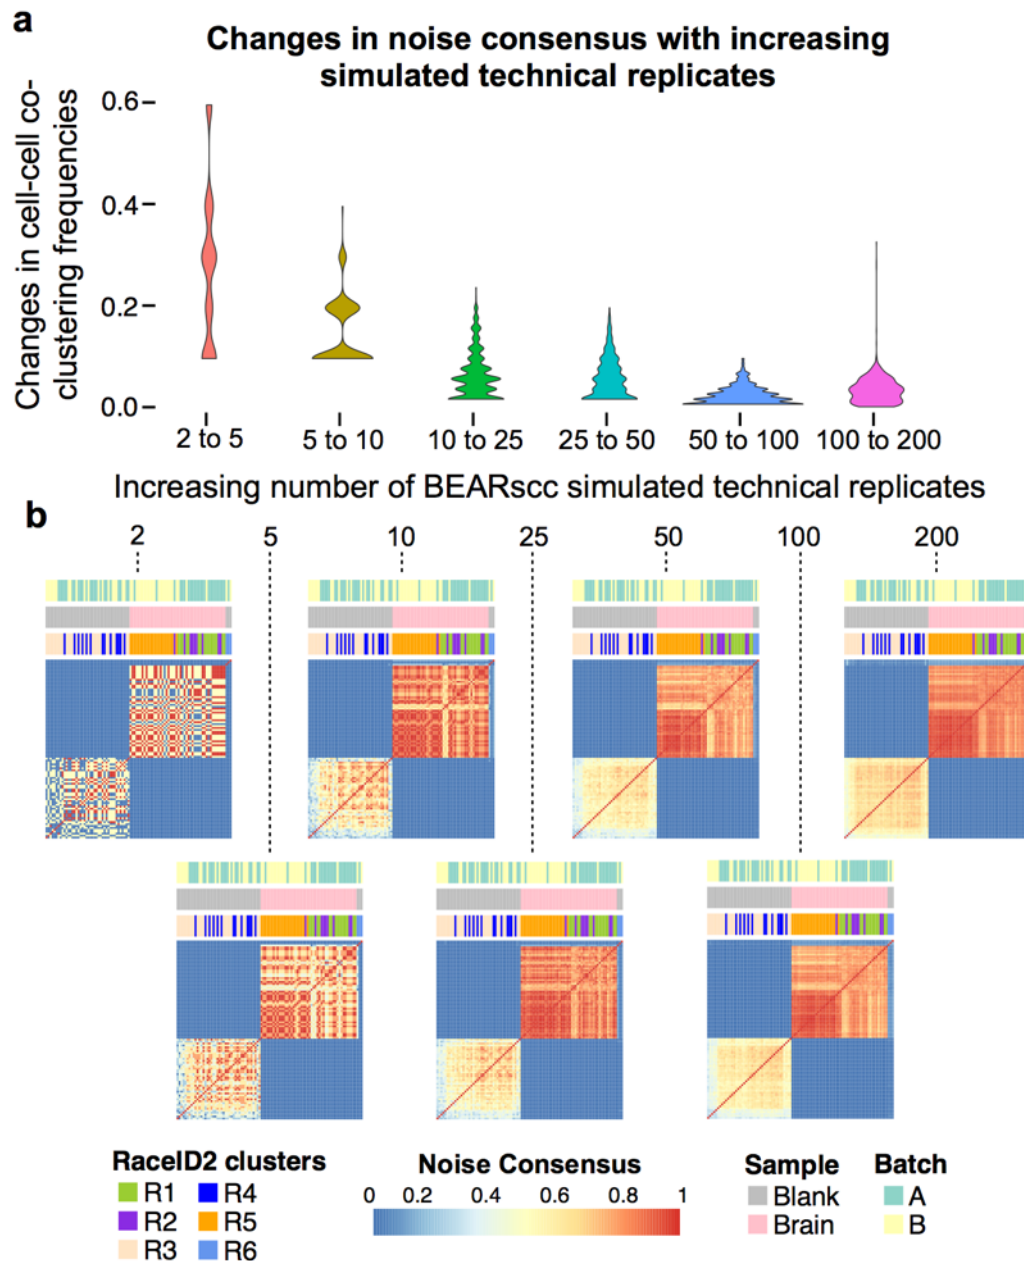 a
Changes in noise consensus with increasing
simulated technical replicates
Changes in cell-cell co-
clustering frequencies
0.6
0.4
0.2
0.0
2 to 5 5 to 10 10 to 25 25 to 50 50 to 100 100 to 200
Increasing number of BEARscc simulated technical replicates
b
2 5 10 25 50 100 200
RaceID2 clusters
R1 R4
R2 R5
R3 R6
Noise Consensus
0 0.2 0.4 0.6 0.8 1
Sample
Blank
Brain
Batch
A
B